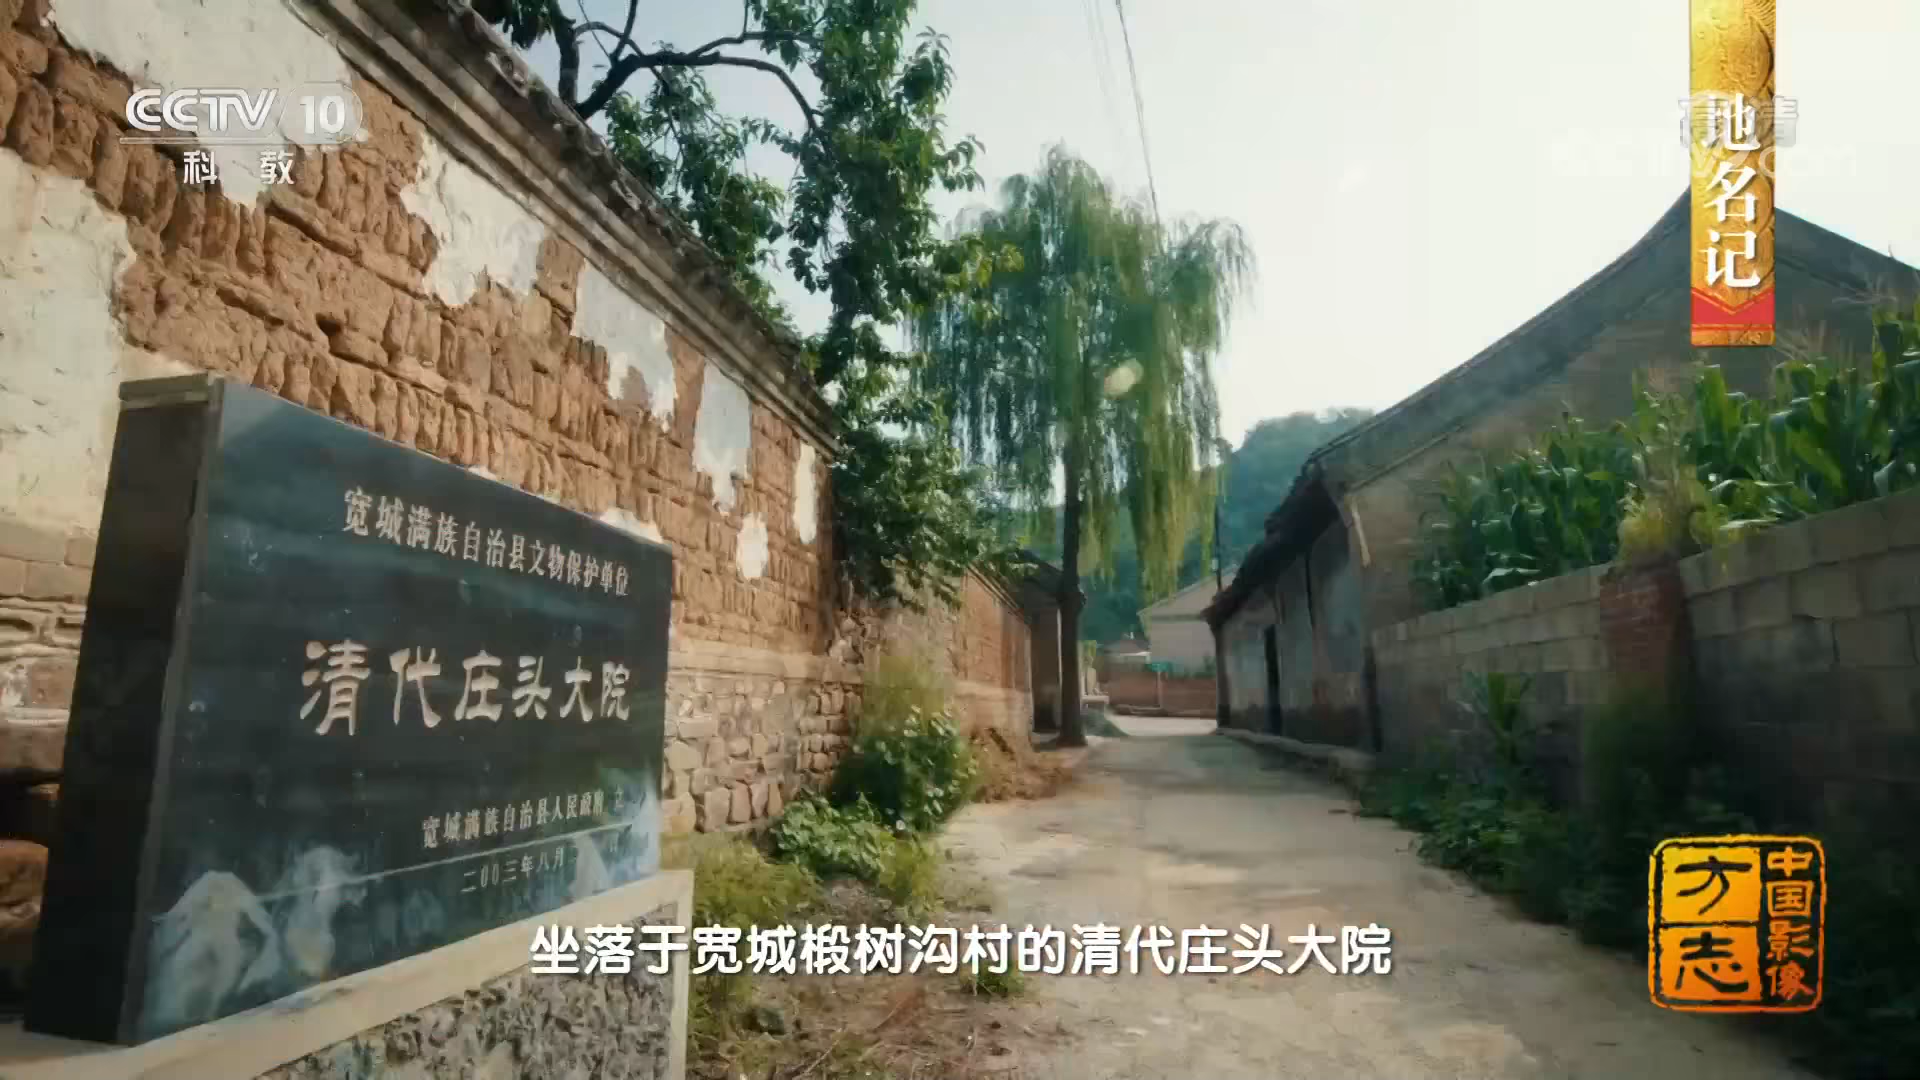 CCTV 10
科教
地名记
宽城满族自治县文物保护单位
清代庄头大院
宽城满族自治县人民政府 立
二00三年八月
坐落于宽城椴树沟村的清代庄头大院
中国影像
方志